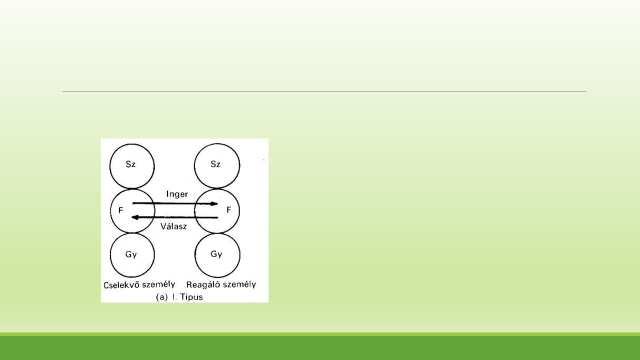 Sz Sz
Inger
F F
Válasz
Gy Gy
Cselekvő személy Reagáló személy
(a) I. Típus